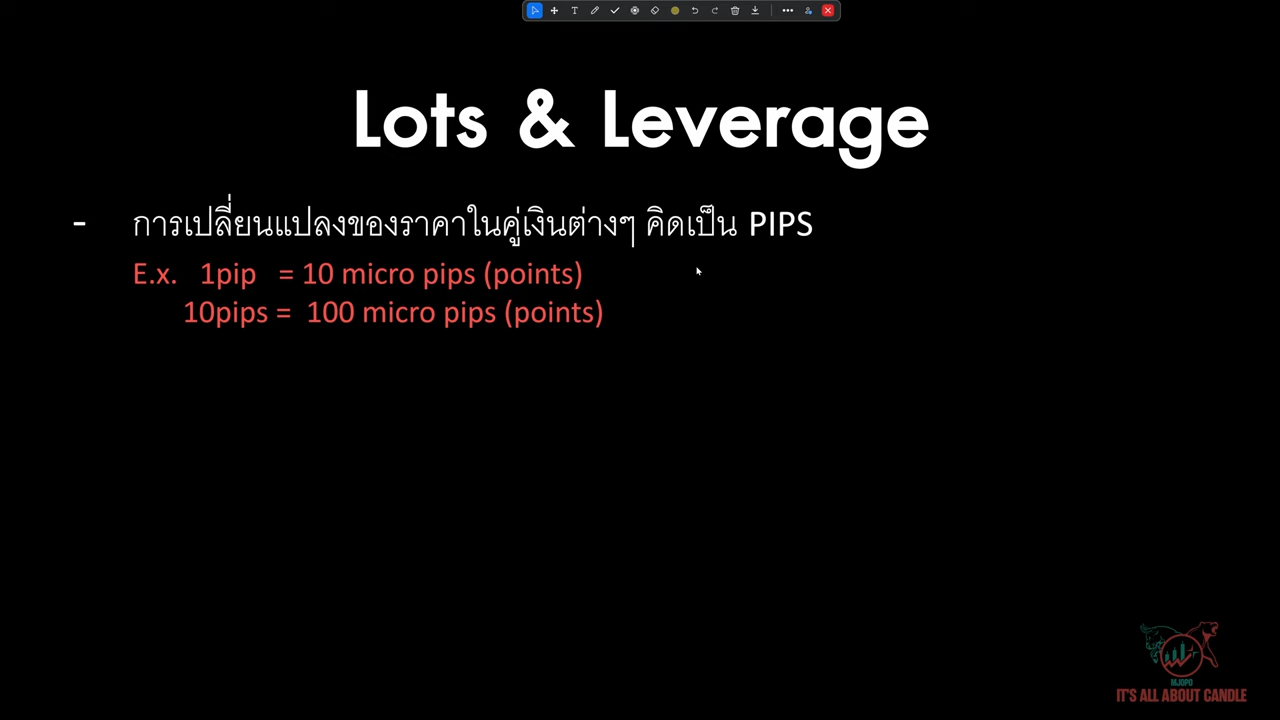 Lots & Leverage
- การเปลี่ยนแปลงของราคาในคู่เงินต่างๆ คิดเป็น PIPS
E.x. 1pip = 10 micro pips (points)
10pips = 100 micro pips (points)
MJOPO
IT'S ALL ABOUT CANDLE